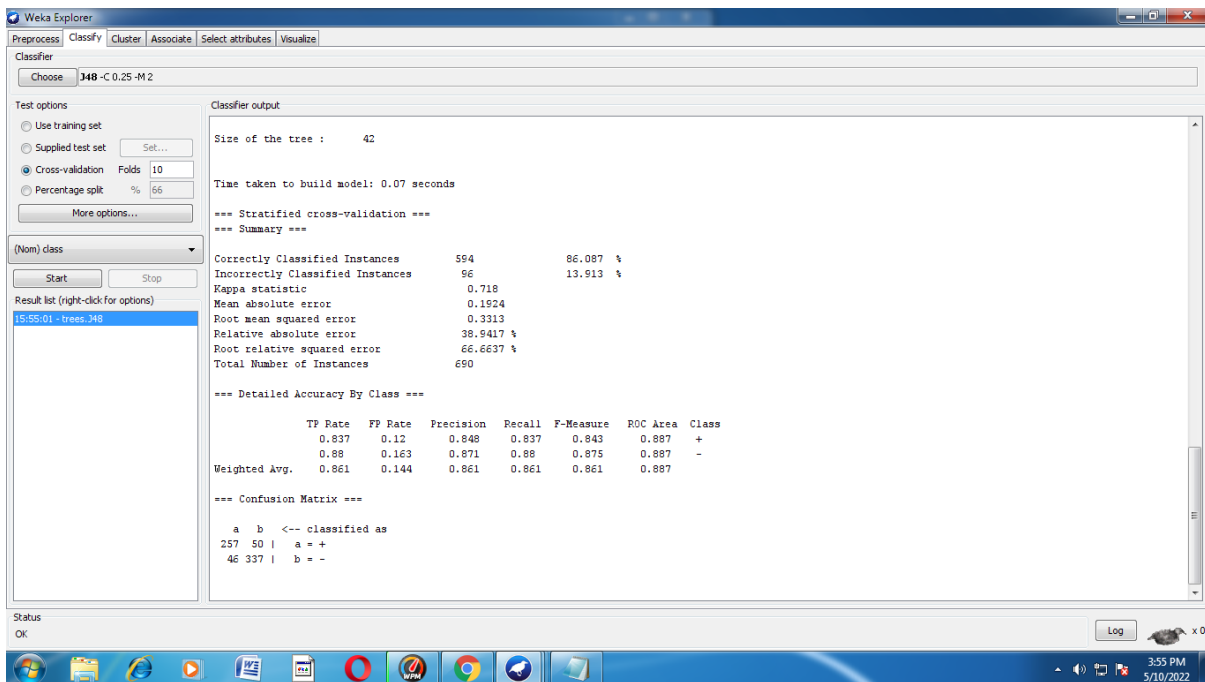 Weka Explorer
Preprocess Classify Cluster Associate Select attributes Visualize
Classifier
Choose J48 -C 0.25 -M 2
Test options
Use training set
Supplied test set Set...
Cross-validation Folds 10
Percentage split % 66
More options...
(Nom) class
Start Stop
Result list (right-click for options)
15:55:01 - trees.J48
Classifier output
Size of the tree : 42
Time taken to build model: 0.07 seconds
=== Stratified cross-validation ===
=== Summary ===
Correctly Classified Instances 594 86.087 %
Incorrectly Classified Instances 96 13.913 %
Kappa statistic 0.718
Mean absolute error 0.1924
Root mean squared error 0.3313
Relative absolute error 38.9417 %
Root relative squared error 66.6637 %
Total Number of Instances 690
=== Detailed Accuracy By Class ===
TP Rate FP Rate Precision Recall F-Measure ROC Area Class
0.837 0.12 0.848 0.837 0.843 0.887 +
0.88 0.163 0.871 0.88 0.875 0.887 -
Weighted Avg. 0.861 0.144 0.861 0.861 0.861 0.887
=== Confusion Matrix ===
a b <-- classified as
257 50 | a = +
46 337 | b = -
Status
OK
Log x 0
WPM
3:55 PM
5/10/2022